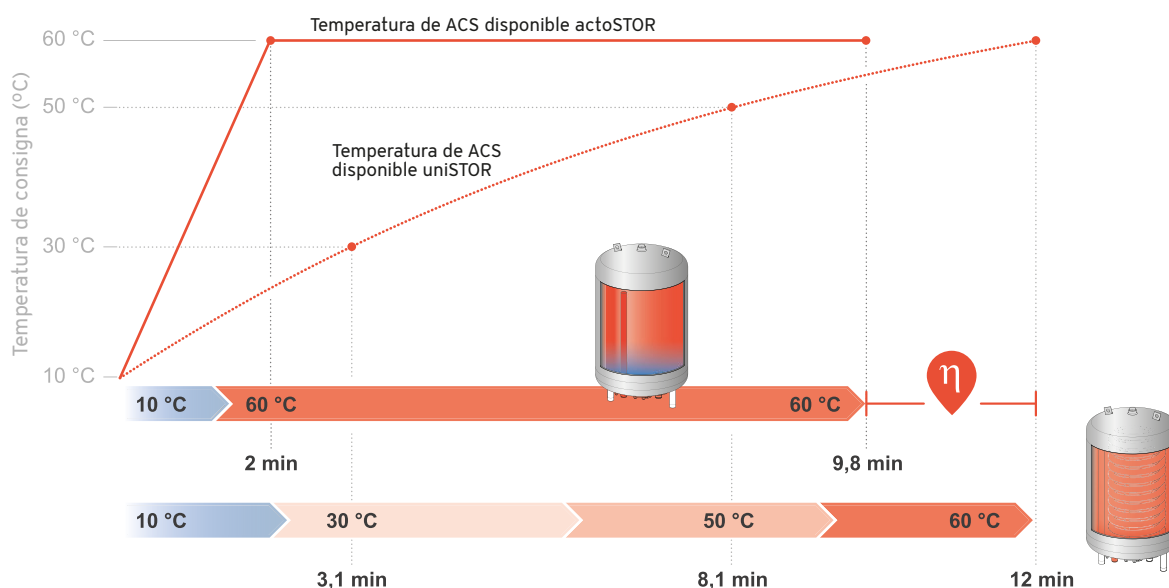 Temperatura de ACS disponible actoSTOR
60 °C
50 °C
Temperatura de ACS
disponible uniSTOR
30 °C
10 °C
Temperatura de consigna (ºC)
η
10 °C 60 °C 60 °C
2 min 9,8 min
10 °C 30 °C 50 °C 60 °C
3,1 min 8,1 min 12 min